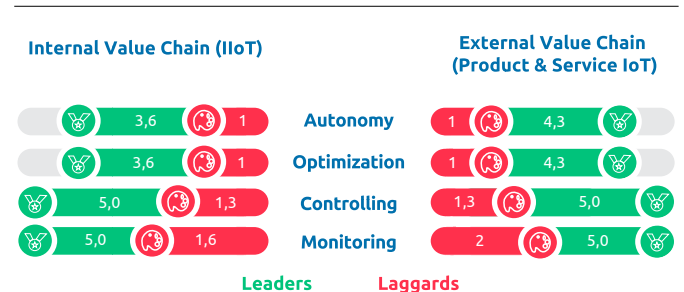 Internal Value Chain (IIoT)
External Value Chain
(Product & Service IoT)
3,6 1 Autonomy 1 4,3
3,6 1 Optimization 1 4,3
5,0 1,3 Controlling 1,3 5,0
5,0 1,6 Monitoring 2 5,0
Leaders Laggards